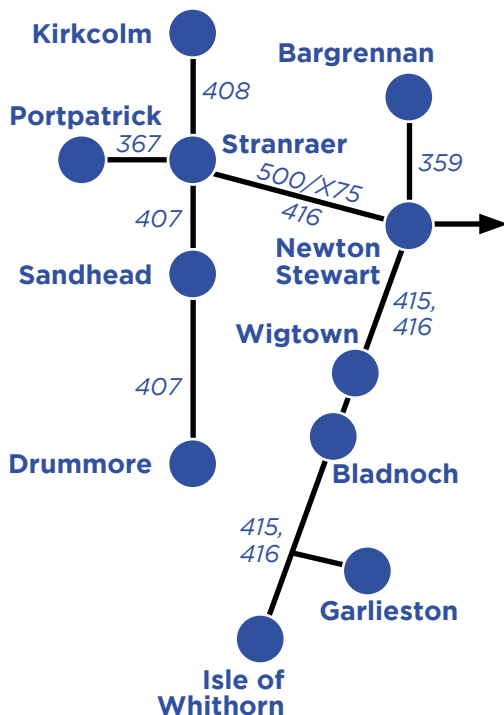 Kirkcolm
Bargrennan
408
Portpatrick
367
Stranraer
359
500/X75
416
407
Newton
Stewart
Sandhead
415,
416
Wigtown
407
Drummore
Bladnoch
415,
416
Garlieston
Isle of
Whithorn